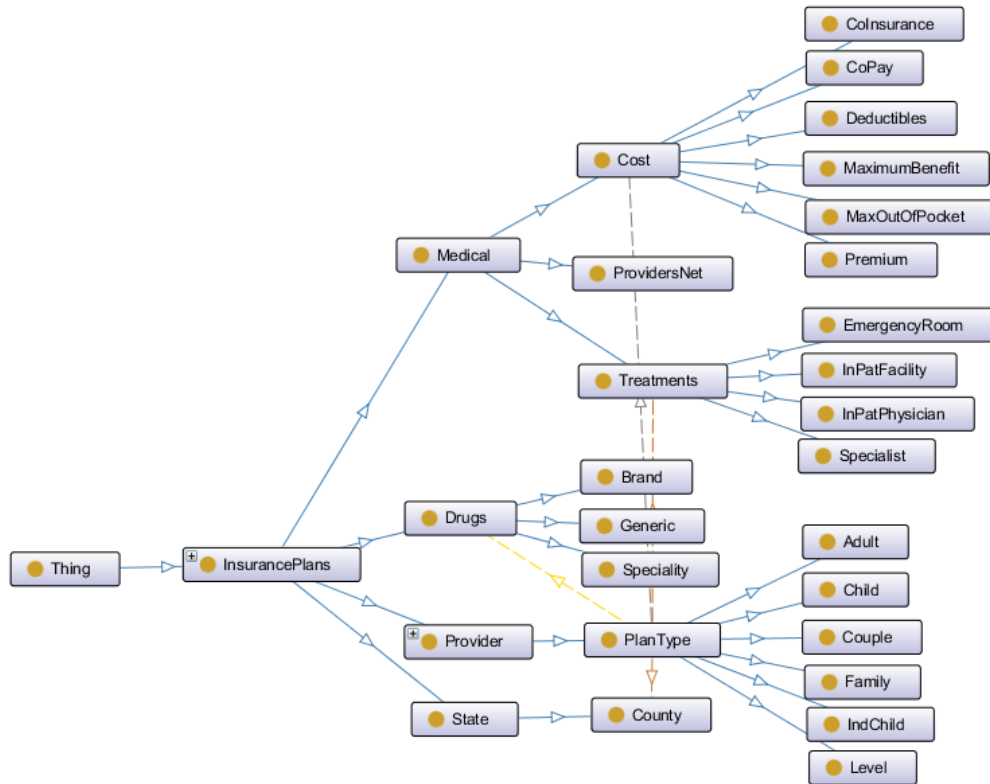 CoInsurance
CoPay
Deductibles
Cost
MaximumBenefit
MaxOutOfPocket
Medical
Premium
ProvidersNet
EmergencyRoom
Treatments
InPatFacility
InPatPhysician
Specialist
Brand
Drugs
Generic
Adult
Thing
InsurancePlans
Speciality
Child
Provider
PlanType
Couple
Family
State
County
IndChild
Level